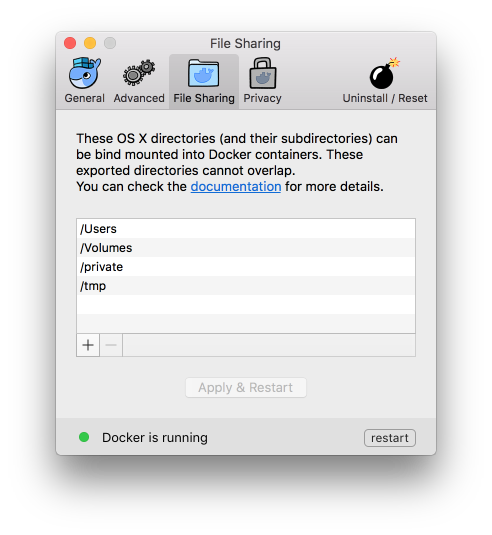 File Sharing
General Advanced File Sharing Privacy Uninstall / Reset
These OS X directories (and their subdirectories) can
be bind mounted into Docker containers. These
exported directories cannot overlap.
You can check the documentation for more details.
/Users
/Volumes
/private
/tmp
+ −
Apply & Restart
Docker is running restart